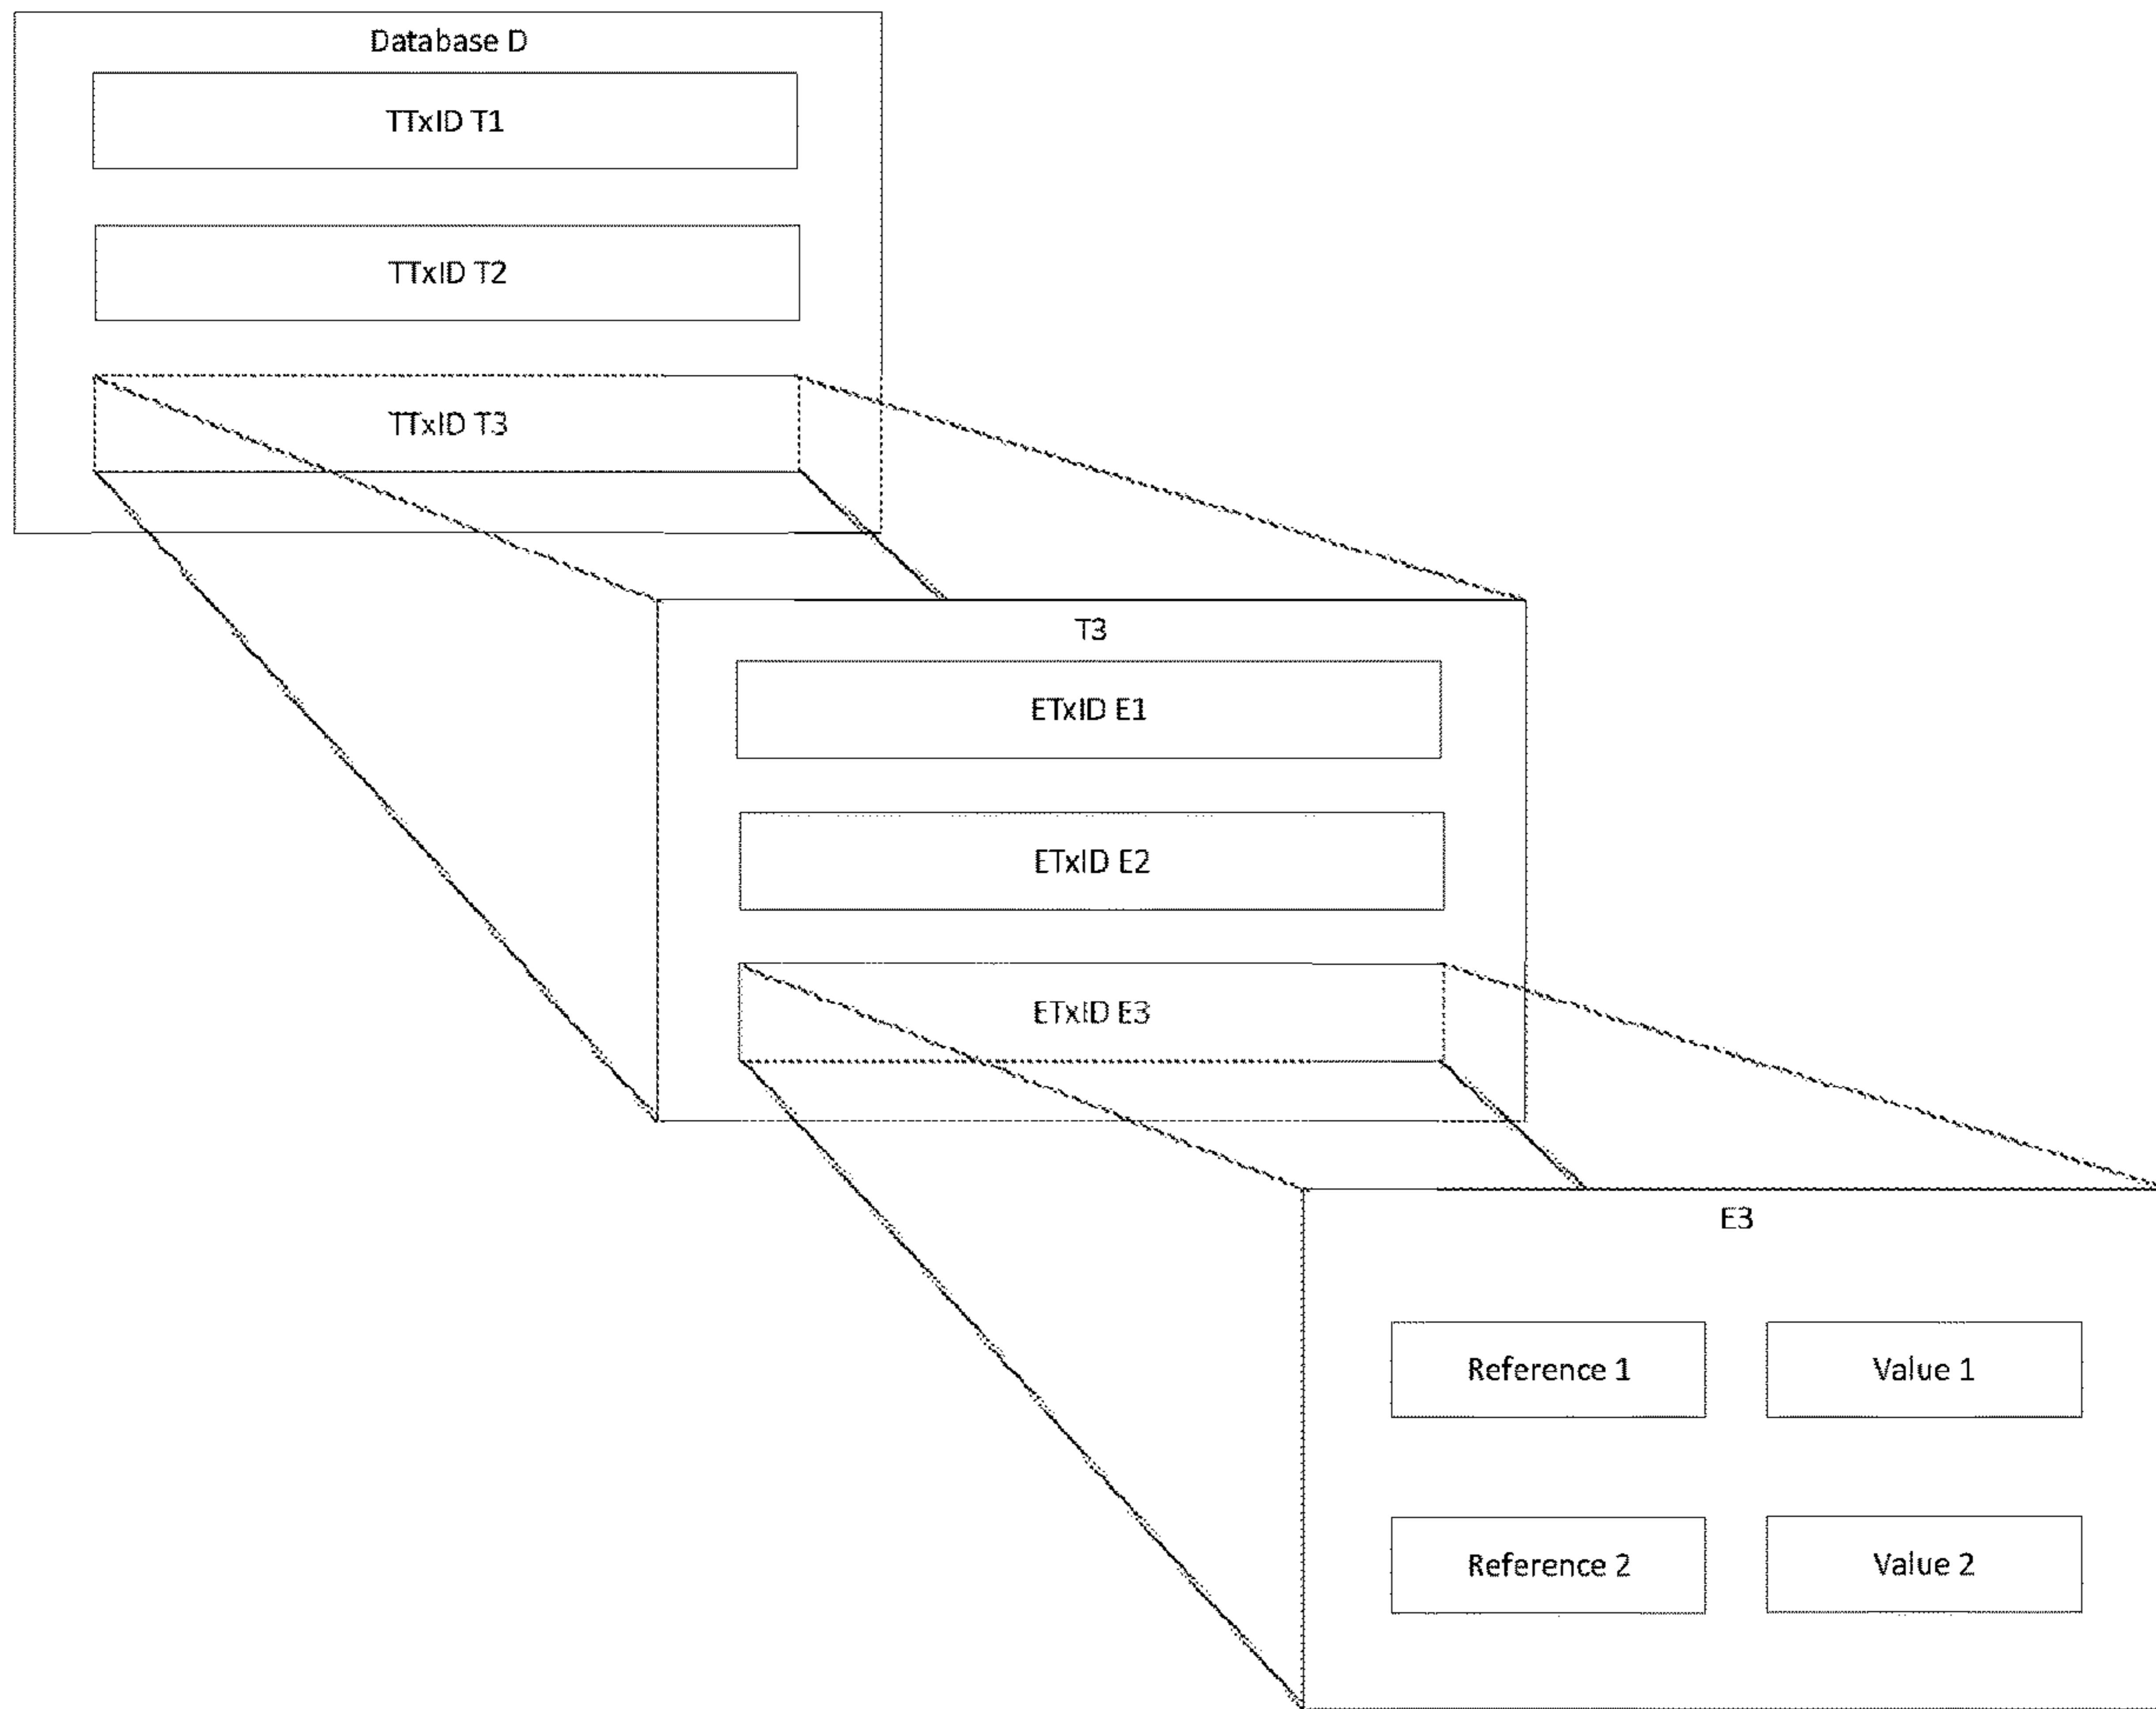 Database D
TTxID T1
TTxID T2
TTxID T3
T3
ETxID E1
ETxID E2
ETxID E3
E3
Reference 1 Value 1
Reference 2 Value 2